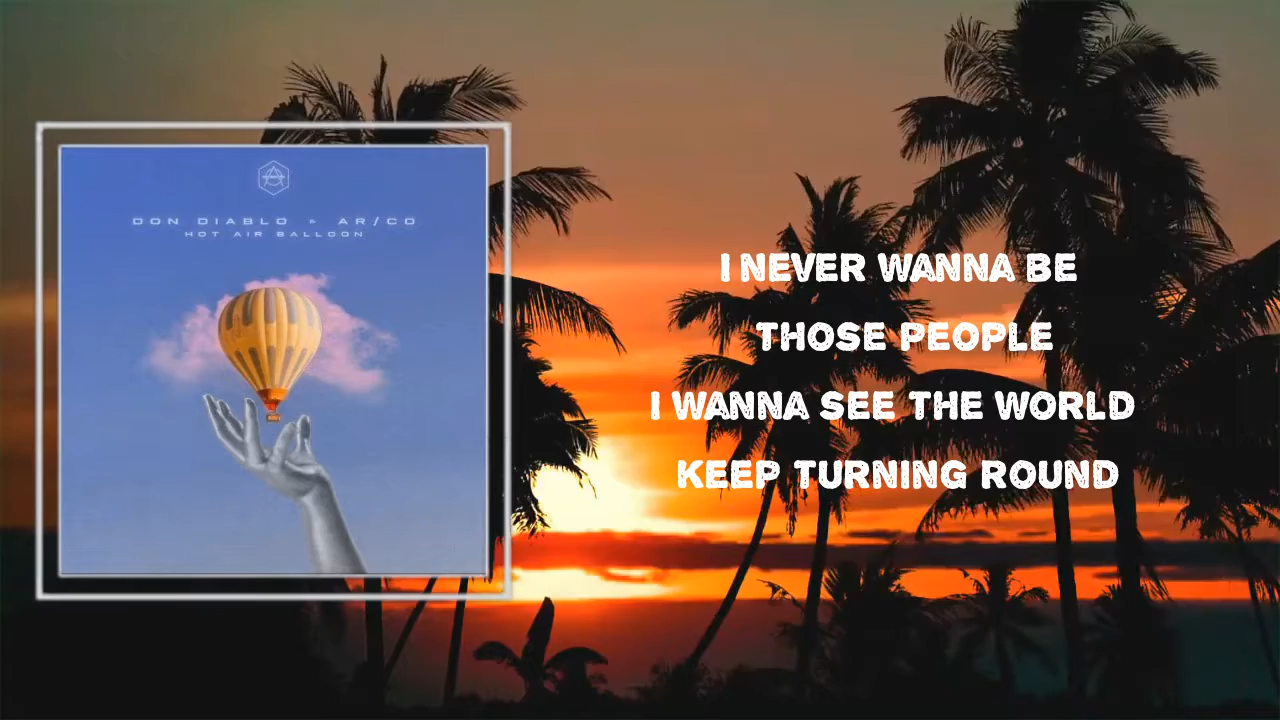 DON DIABLO & AR/CO
HOT AIR BALLOON
I NEVER WANNA BE
THOSE PEOPLE
I WANNA SEE THE WORLD
KEEP TURNING ROUND